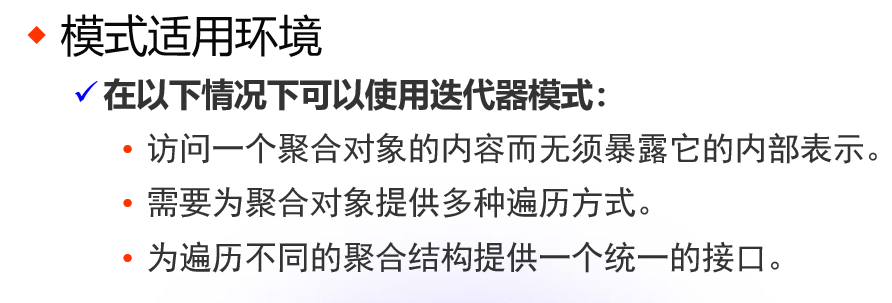 模式适用环境
在以下情况下可以使用迭代器模式：
访问一个聚合对象的内容而无须暴露它的内部表示。
需要为聚合对象提供多种遍历方式。
为遍历不同的聚合结构提供一个统一的接口。